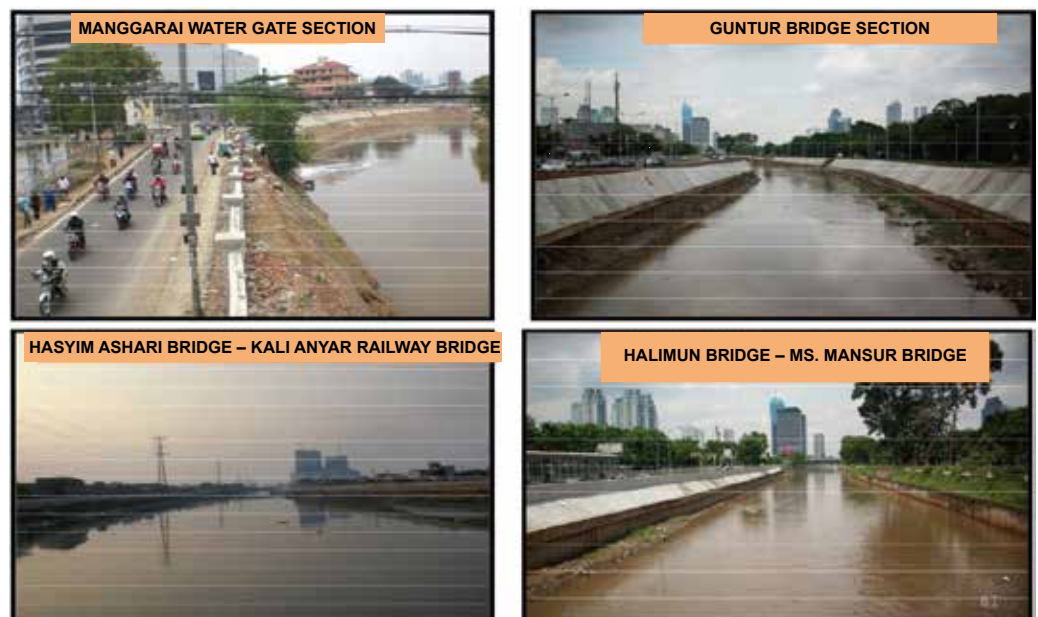 MANGGARAI WATER GATE SECTION
GUNTUR BRIDGE SECTION
HASYIM ASHARI BRIDGE – KALI ANYAR RAILWAY BRIDGE
HALIMUN BRIDGE – MS. MANSUR BRIDGE